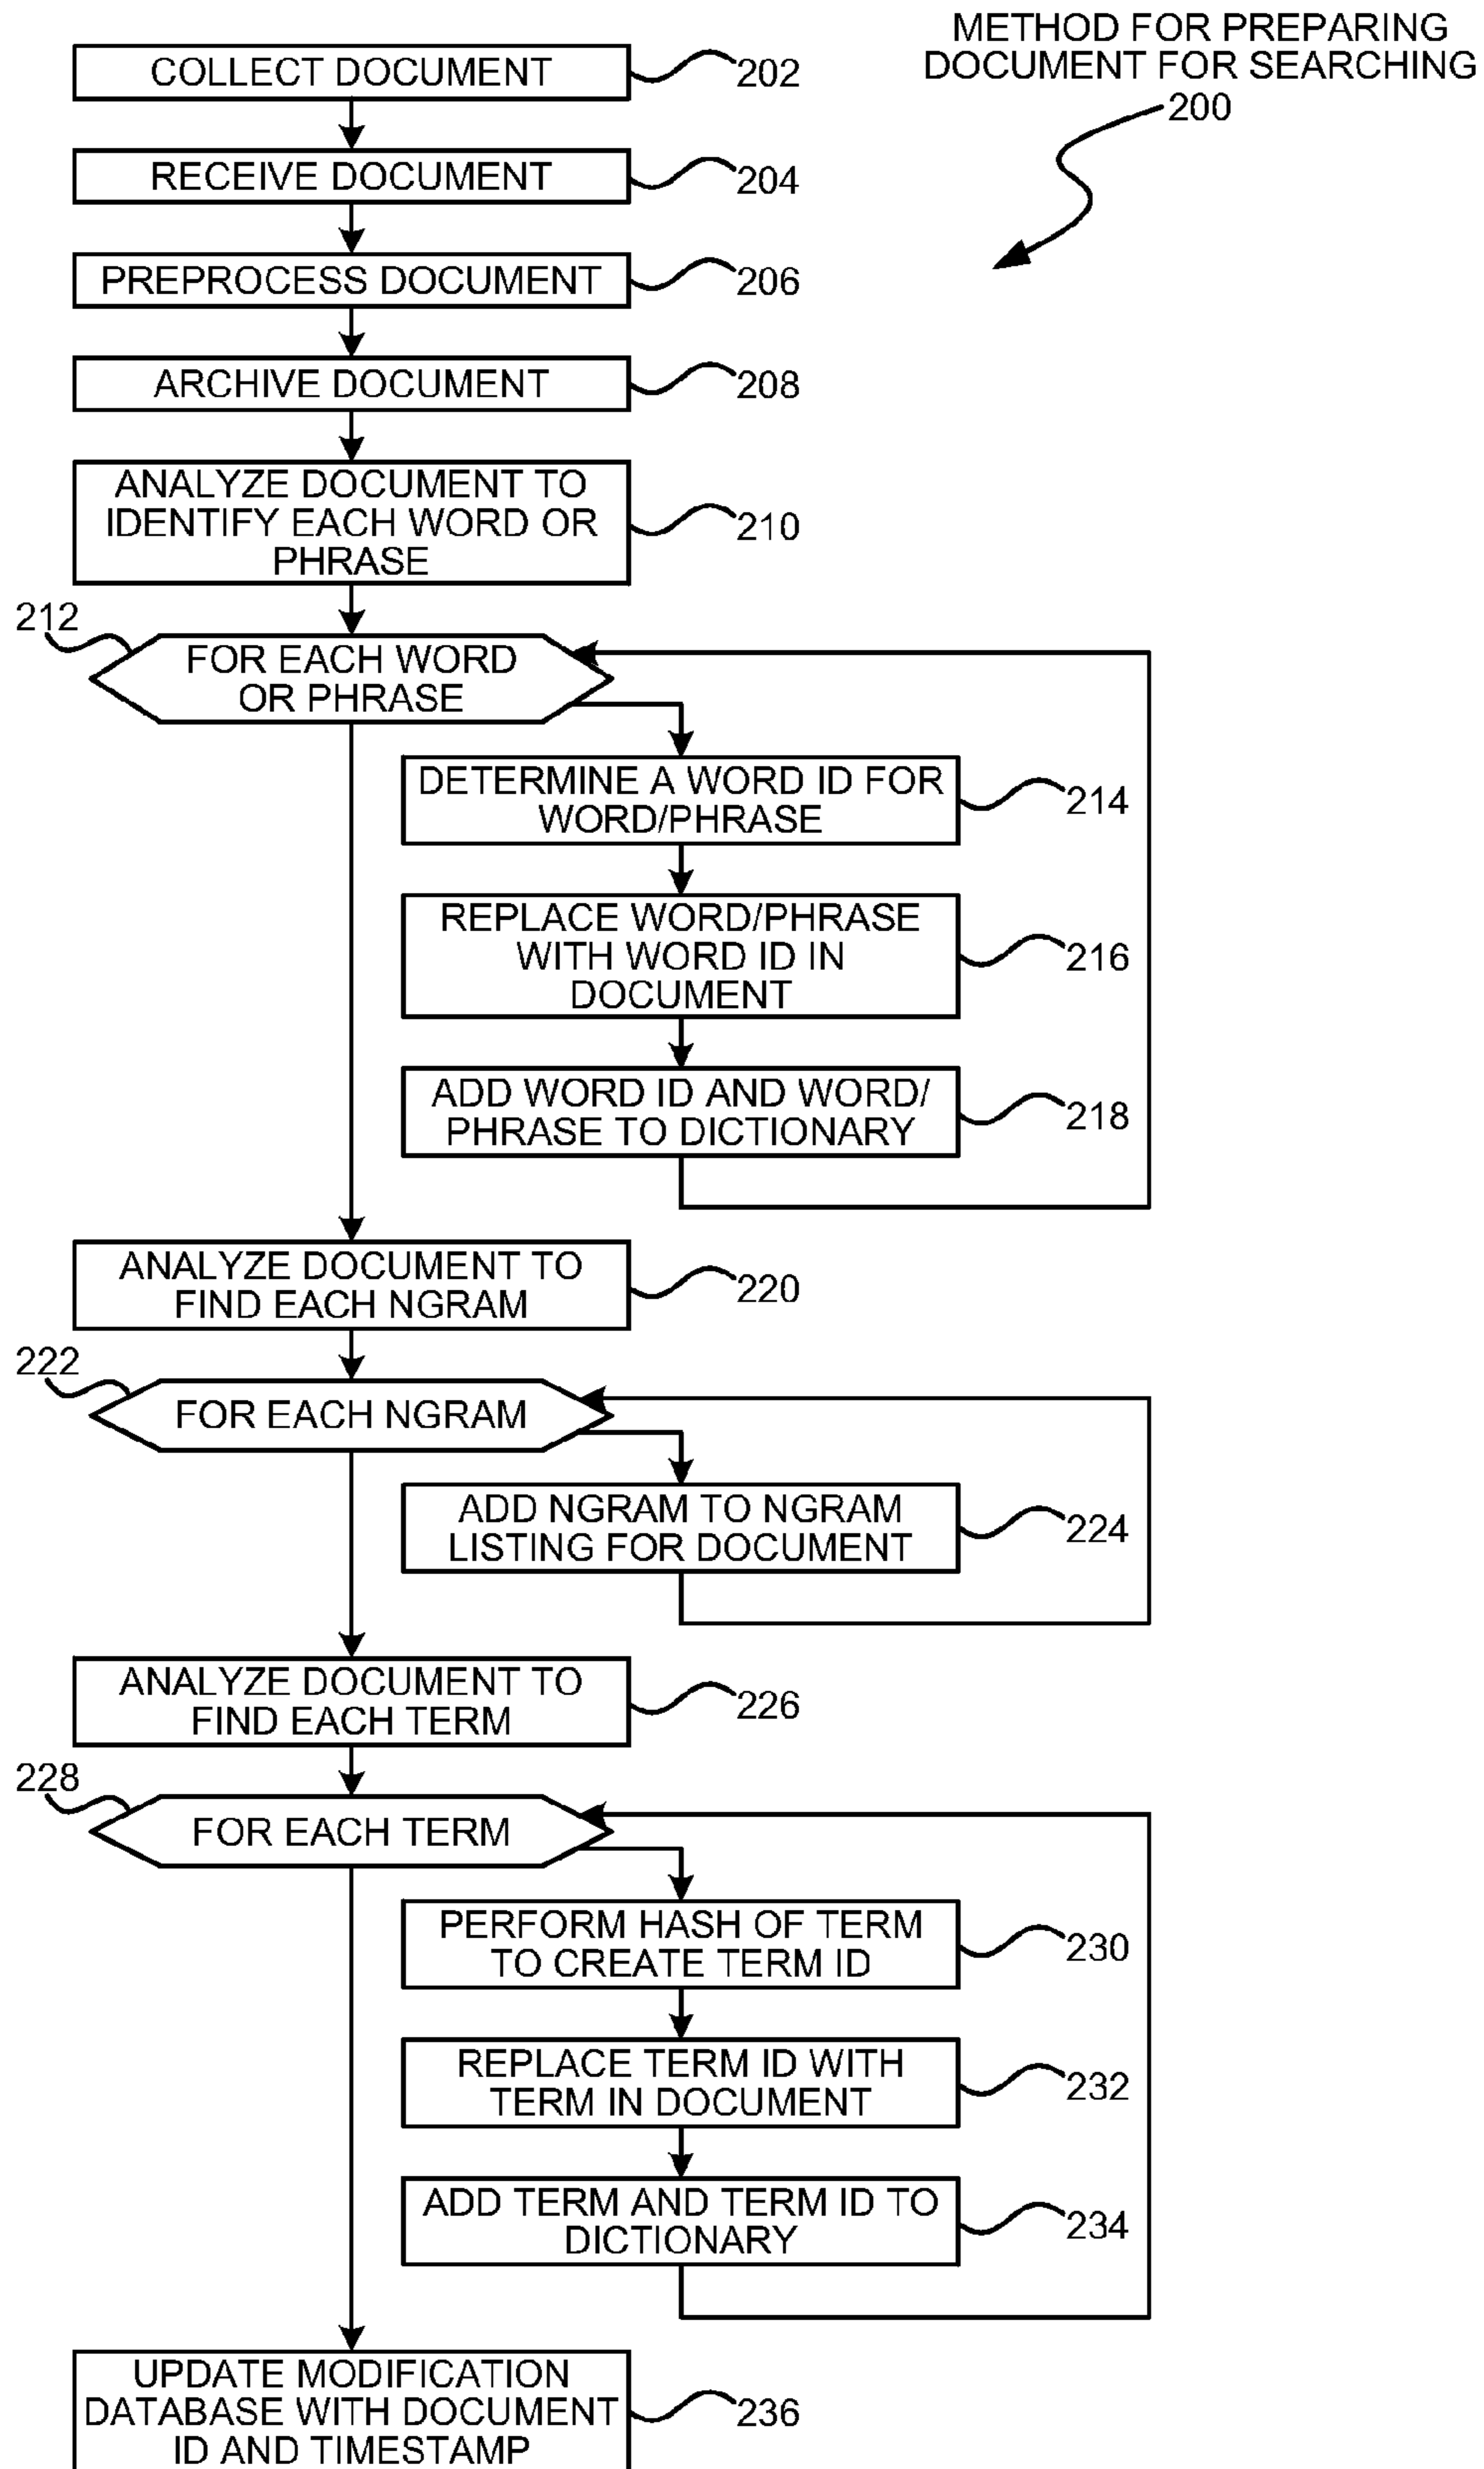 METHOD FOR PREPARING
DOCUMENT FOR SEARCHING
200
COLLECT DOCUMENT
202
RECEIVE DOCUMENT
204
PREPROCESS DOCUMENT
206
ARCHIVE DOCUMENT
208
ANALYZE DOCUMENT TO
IDENTIFY EACH WORD OR
PHRASE
210
212
FOR EACH WORD
OR PHRASE
DETERMINE A WORD ID FOR
WORD/PHRASE
214
REPLACE WORD/PHRASE
WITH WORD ID IN
DOCUMENT
216
ADD WORD ID AND WORD/
PHRASE TO DICTIONARY
218
ANALYZE DOCUMENT TO
FIND EACH NGRAM
220
222
FOR EACH NGRAM
ADD NGRAM TO NGRAM
LISTING FOR DOCUMENT
224
ANALYZE DOCUMENT TO
FIND EACH TERM
226
228
FOR EACH TERM
PERFORM HASH OF TERM
TO CREATE TERM ID
230
REPLACE TERM ID WITH
TERM IN DOCUMENT
232
ADD TERM AND TERM ID TO
DICTIONARY
234
UPDATE MODIFICATION
DATABASE WITH DOCUMENT
ID AND TIMESTAMP
236